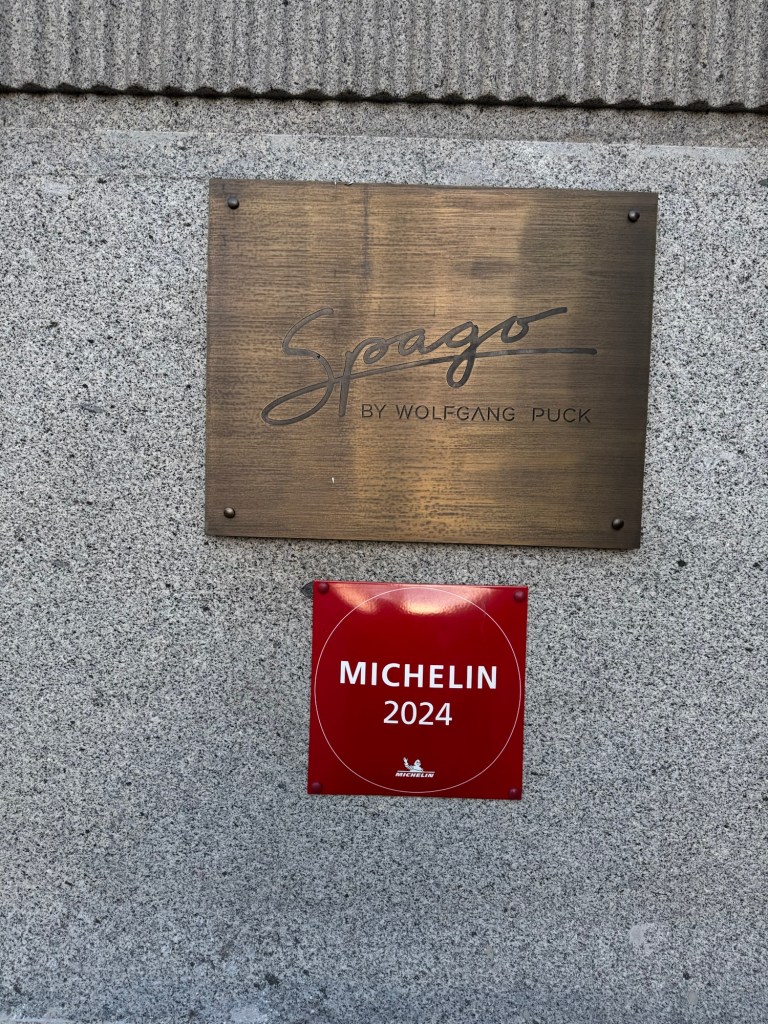 Spago
BY WOLFGANG PUCK
MICHELIN
2024
MICHELIN